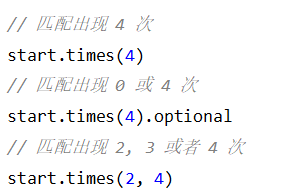 // 匹配出现 4 次
start.times(4)
// 匹配出现 0 或 4 次
start.times(4).optional
// 匹配出现 2, 3 或者 4 次
start.times(2, 4)